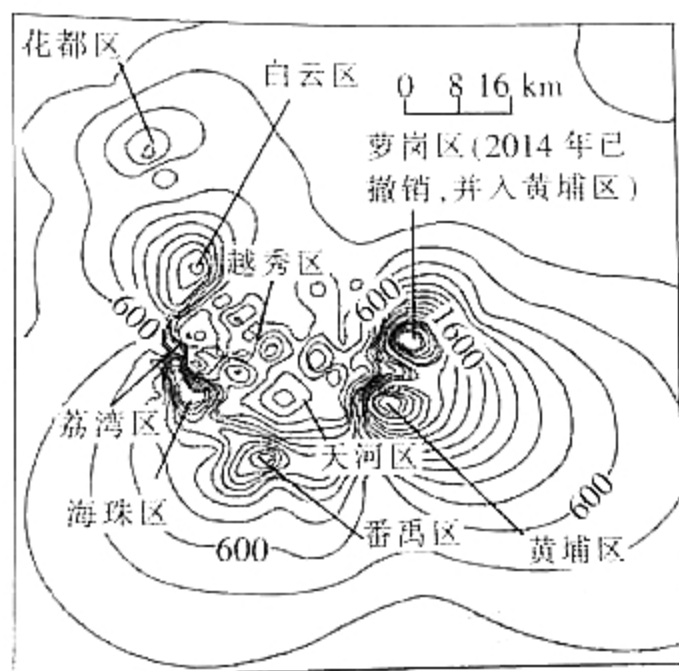 花都区
白云区
0 8 16 km
萝岗区(2014年已
撤销,并入黄埔区)
越秀区
600
600
1600
荔湾区
天河区
海珠区
600
番禺区
600
黄埔区